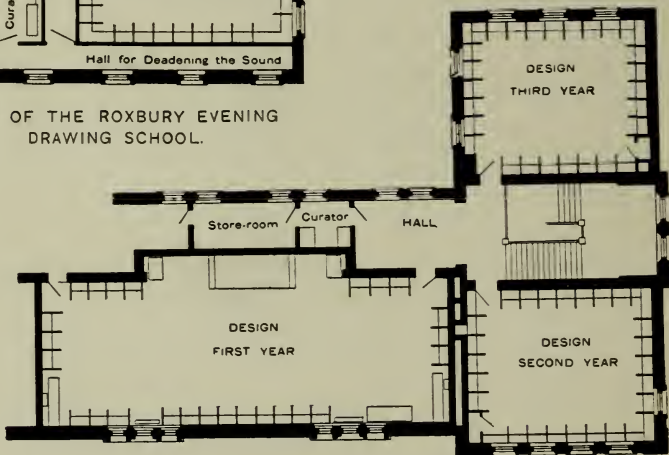 Cura
Hall for Deadening the Sound
OF THE ROXBURY EVENING
DRAWING SCHOOL.
DESIGN
THIRD YEAR
Store-room
Curator
HALL
DESIGN
FIRST YEAR
DESIGN
SECOND YEAR